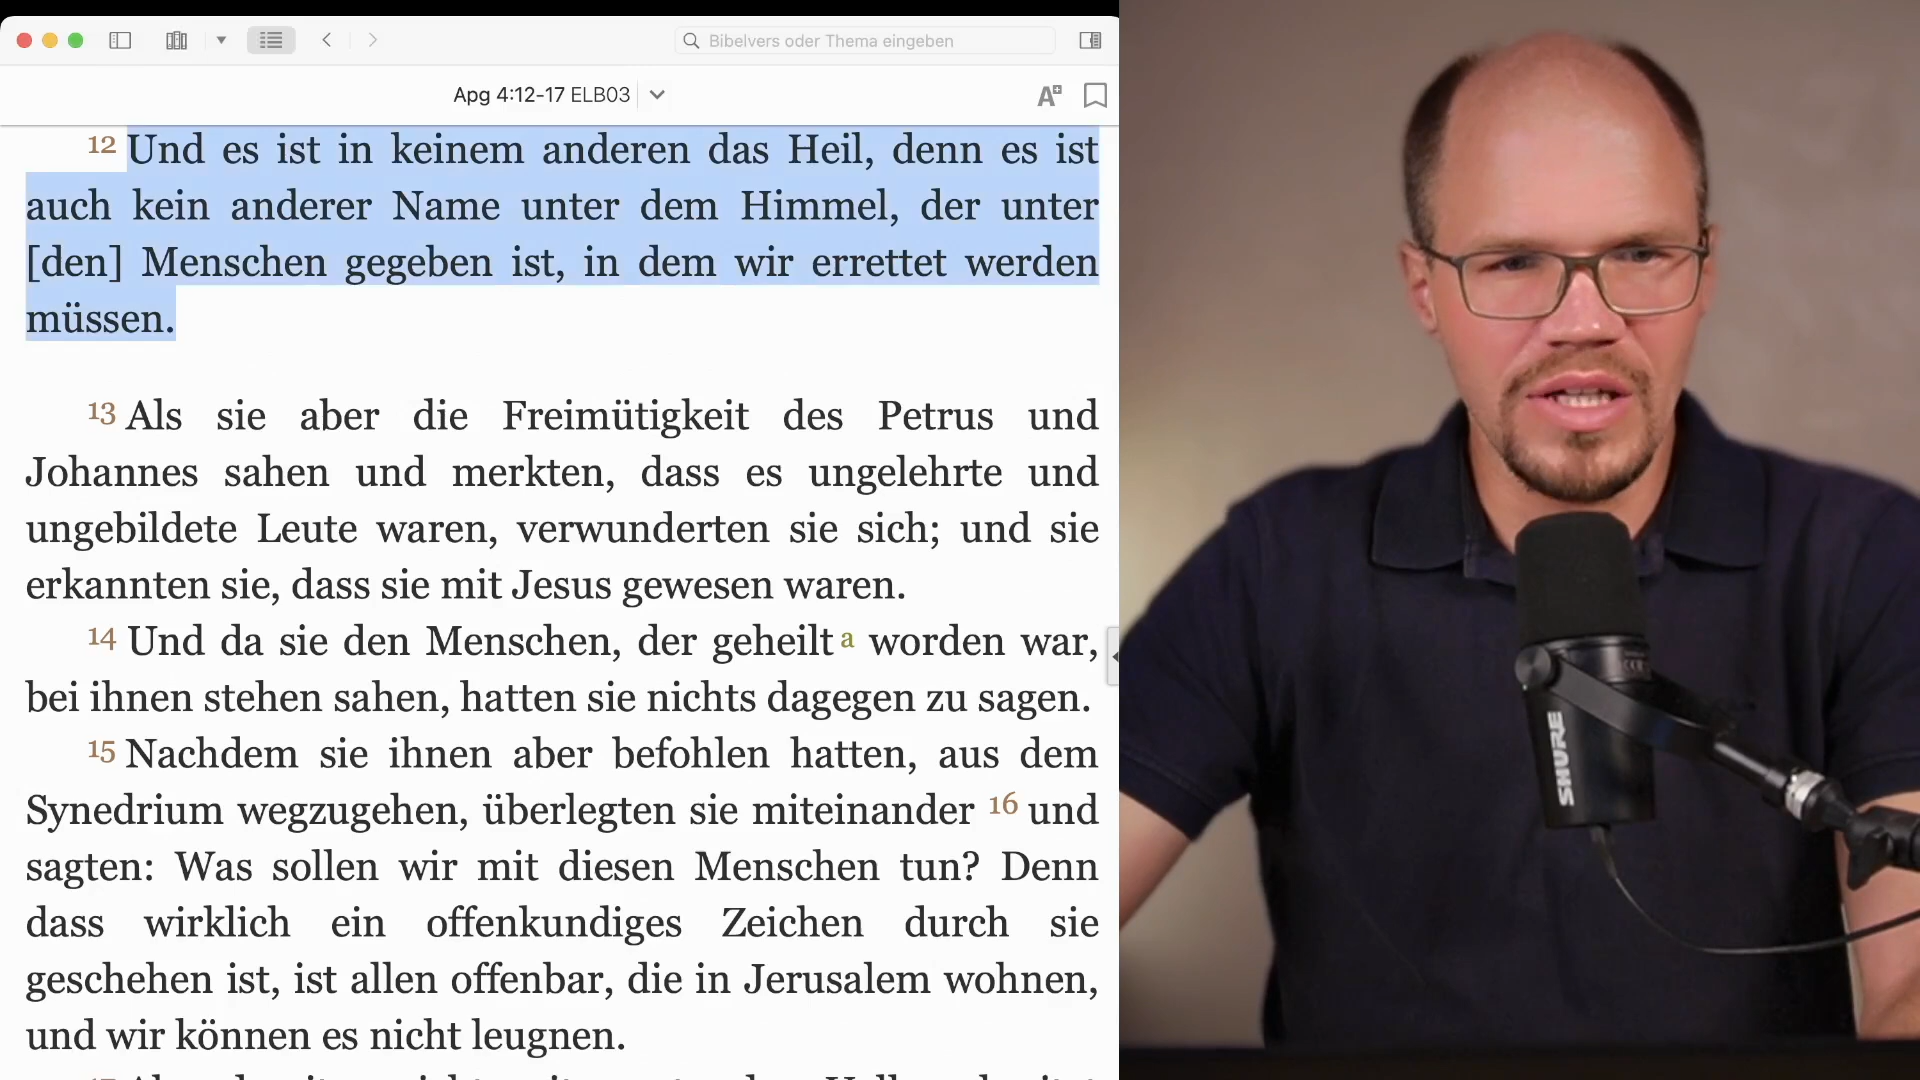 Bibelvers oder Thema eingeben
Apg 4:12-17 ELB03
A
12 Und es ist in keinem anderen das Heil, denn es ist
auch kein anderer Name unter dem Himmel, der unter
[den] Menschen gegeben ist, in dem wir errettet werden
müssen.
13 Als sie aber die Freimütigkeit des Petrus und
Johannes sahen und merkten, dass es ungelehrte und
ungebildete Leute waren, verwunderten sie sich; und sie
erkannten sie, dass sie mit Jesus gewesen waren.
14 Und da sie den Menschen, der geheilt a worden war,
bei ihnen stehen sahen, hatten sie nichts dagegen zu sagen.
15 Nachdem sie ihnen aber befohlen hatten, aus dem
Synedrium wegzugehen, überlegten sie miteinander 16 und
sagten: Was sollen wir mit diesen Menschen tun? Denn
dass wirklich ein offenkundiges Zeichen durch sie
geschehen ist, ist allen offenbar, die in Jerusalem wohnen,
und wir können es nicht leugnen.
SHURE